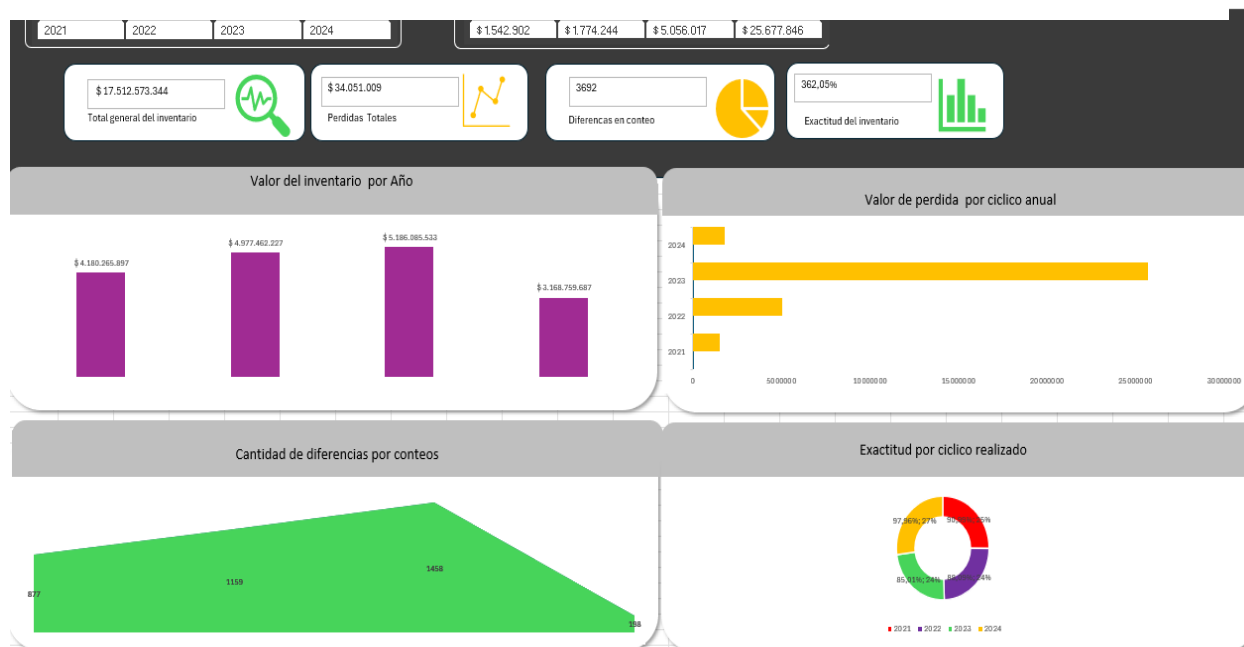 2021 2022 2023 2024
$ 1.542.902 $ 1.774.244 $ 5.056.017 $ 25.677.846
$ 17.512.573.344
Total general del inventario
$ 34.051.009
Perdidas Totales
3692
Diferencas en conteo
362,05%
Exactitud del inventario
Valor del inventario por Año
$ 4.180.265.897
$ 4.977.462.227
$ 5.186.085.533
$ 3.168.759.687
Valor de perdida por ciclico anual
2024
2023
2022
2021
0 5000000 10000000 15000000 20000000 25000000 30000000
Cantidad de diferencias por conteos
877
1159
1458
198
Exactitud por ciclico realizado
97,96%; 27%
85,01%; 24%
2021 2022 2023 2024